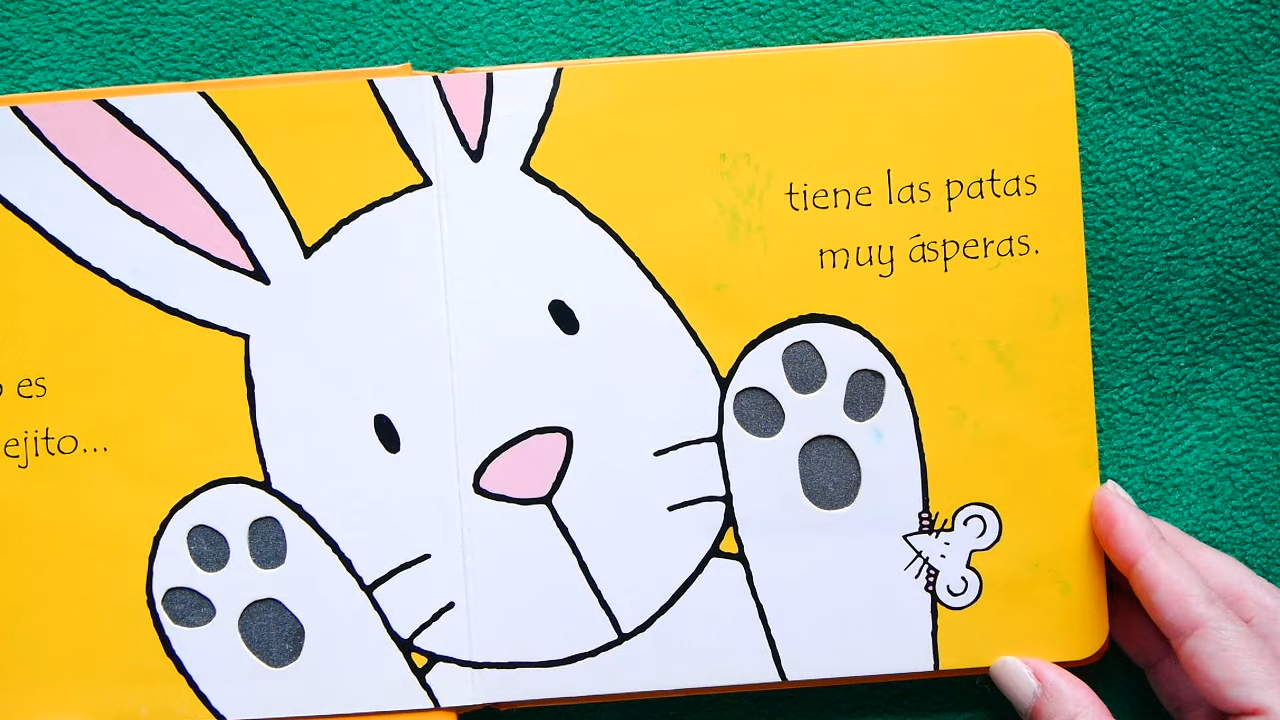 es
ejito...
tiene las patas
muy ásperas.